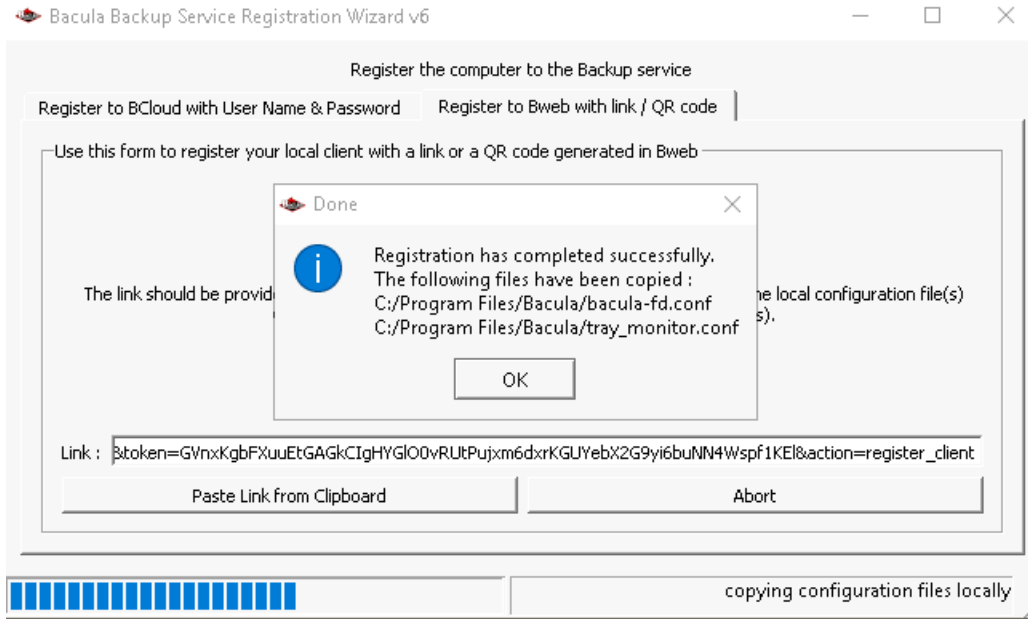 Bacula Backup Service Registration Wizard v6
Register the computer to the Backup service
Register to BCloud with User Name & Password
Register to Bweb with link / QR code
Use this form to register your local client with a link or a QR code generated in Bweb
Done
Registration has completed successfully.
The following files have been copied :
C:/Program Files/Bacula/bacula-fd.conf
C:/Program Files/Bacula/tray_monitor.conf
OK
The link should be
local configuration file(s)
Link :
&token=GVnxKgbFXuuEtGAGkCIgHYGlO0vRUtPujxm6dxrKGUYebX2G9yi6buNN4Wspf1KEl&action=register_client
Paste Link from Clipboard
Abort
copying configuration files locally